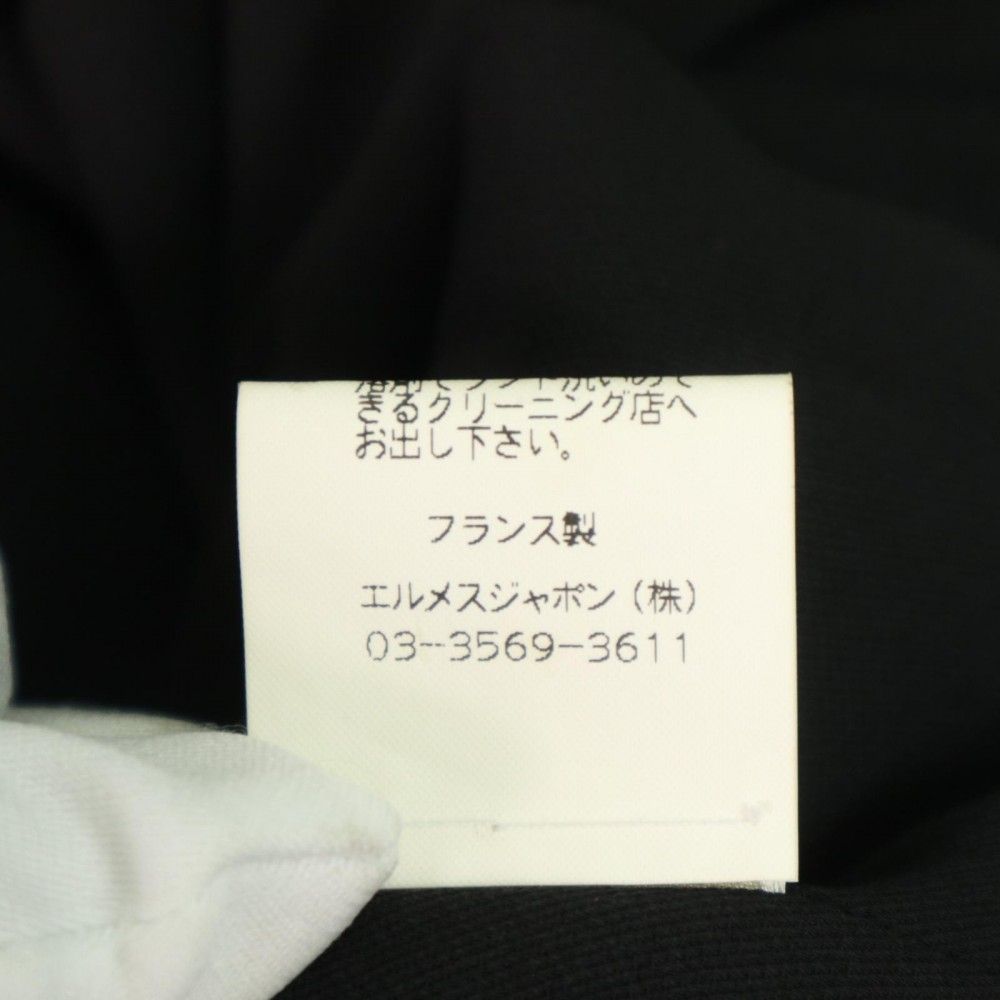 きるクリーニング店へ
お出し下さい。
フランス製
エルメスジャポン(株)
03-3569-3611